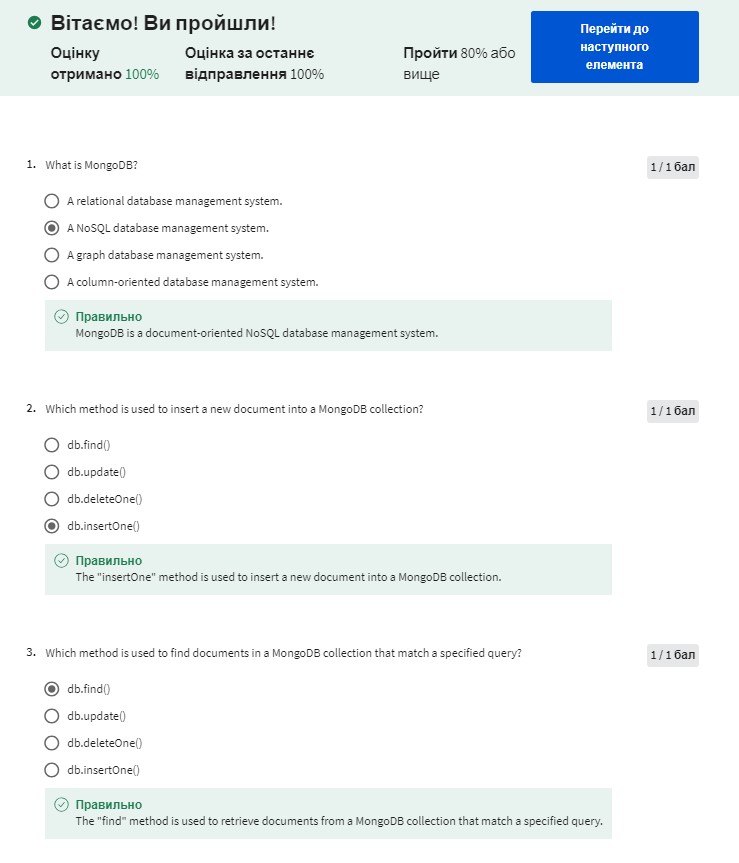 Вітаємо! Ви пройшли!
Оцінку отримано 100%
Оцінка за останнє відправлення 100%
Пройти 80% або вище
Перейти до наступного елемента
1. What is MongoDB?
1 / 1 бал
A relational database management system.
A NoSQL database management system.
A graph database management system.
A column-oriented database management system.
Правильно
MongoDB is a document-oriented NoSQL database management system.
2. Which method is used to insert a new document into a MongoDB collection?
1 / 1 бал
db.find()
db.update()
db.deleteOne()
db.insertOne()
Правильно
The "insertOne" method is used to insert a new document into a MongoDB collection.
3. Which method is used to find documents in a MongoDB collection that match a specified query?
1 / 1 бал
db.find()
db.update()
db.deleteOne()
db.insertOne()
Правильно
The "find" method is used to retrieve documents from a MongoDB collection that match a specified query.